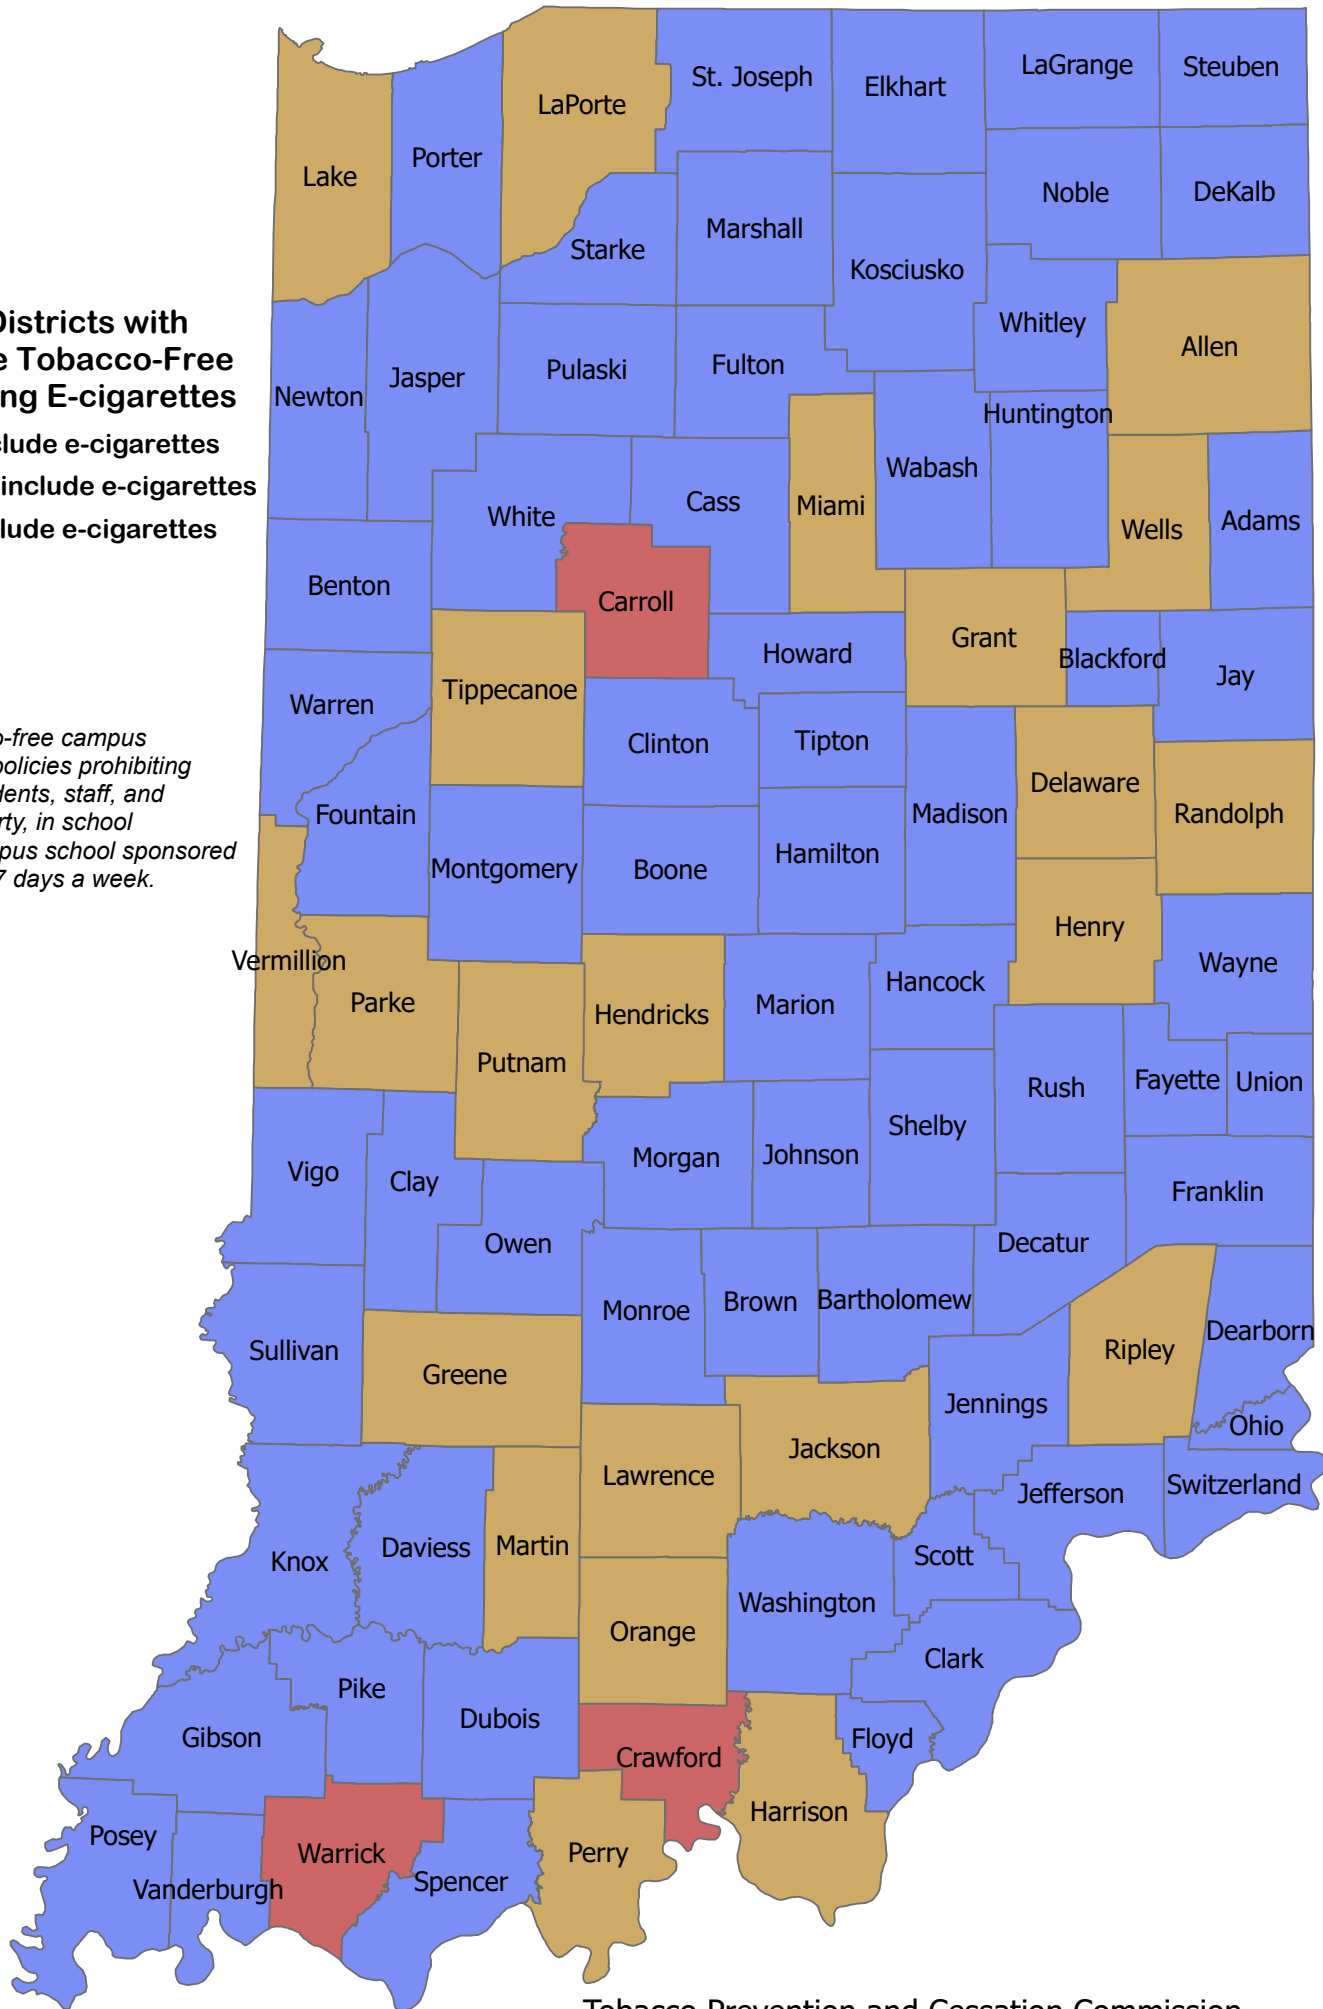 Districts with
e Tobacco-Free
ng E-cigarettes
clude e-cigarettes
include e-cigarettes
lude e-cigarettes
o-free campus
policies prohibiting
dents, staff, and
rty, in school
pus school sponsored
7 days a week.
St. Joseph
Elkhart
LaGrange
Steuben
LaPorte
Porter
Lake
Noble
DeKalb
Marshall
Starke
Kosciusko
Whitley
Allen
Newton
Jasper
Pulaski
Fulton
Huntington
Wabash
Miami
Cass
White
Wells
Adams
Benton
Carroll
Grant
Howard
Blackford
Jay
Tippecanoe
Warren
Clinton
Tipton
Delaware
Randolph
Madison
Fountain
Montgomery
Boone
Hamilton
Henry
Vermillion
Wayne
Hancock
Parke
Hendricks
Marion
Putnam
Rush
Fayette
Union
Shelby
Morgan
Johnson
Vigo
Clay
Franklin
Owen
Decatur
Monroe
Brown
Bartholomew
Dearborn
Sullivan
Ripley
Greene
Jennings
Ohio
Jackson
Lawrence
Jefferson
Switzerland
Martin
Daviess
Knox
Scott
Washington
Orange
Clark
Pike
Dubois
Gibson
Floyd
Crawford
Harrison
Posey
Warrick
Perry
Spencer
Vanderburgh
Tobacco Prevention and Cessation Commission